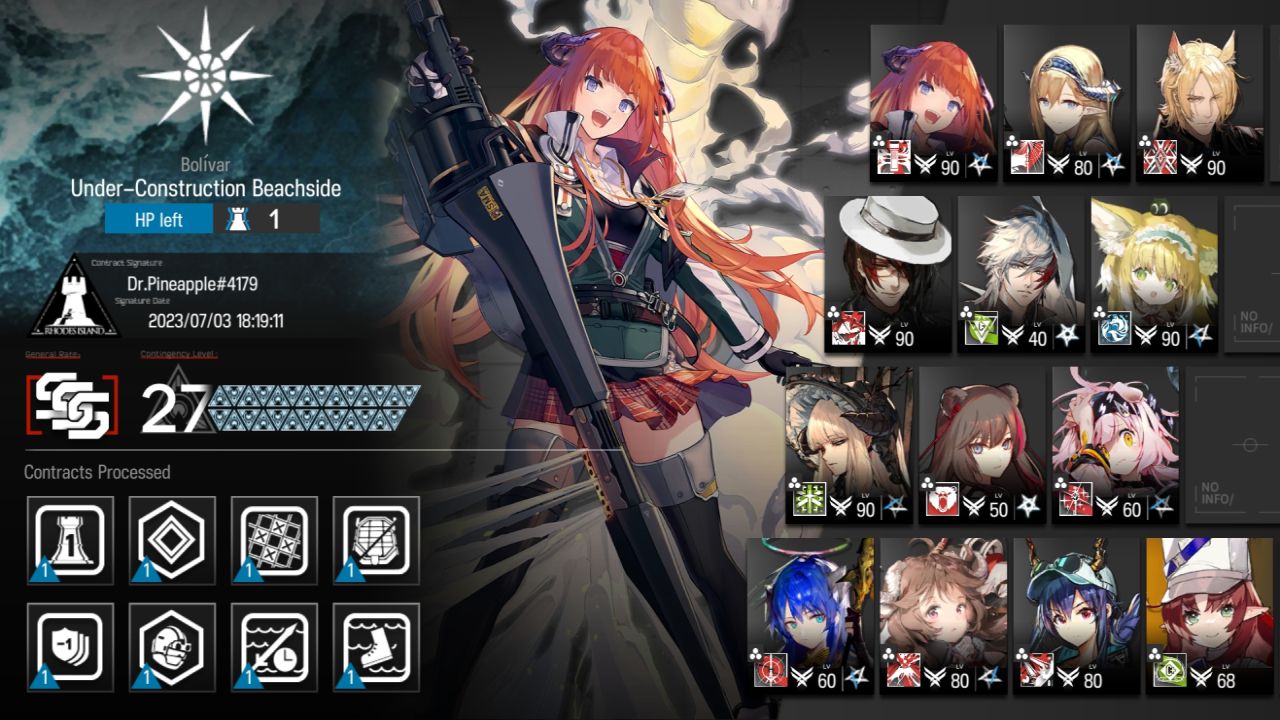 Bolívar
Under-Construction Beachside
HP left
1
Contract Signature
Dr.Pineapple#4179
Signature Date
2023/07/03 18:19:11
RHODES ISLAND
General Rate:
Contingency Level :
SSS
27
Contracts Processed
1
1
1
1
1
-1
1
1
1
1
LV
90
LV
80
LV
90
LV
90
LV
40
LV
90
NO
INFO/
LV
90
LV
50
LV
60
NO
INFO/
LV
60
LV
80
LV
80
LV
68